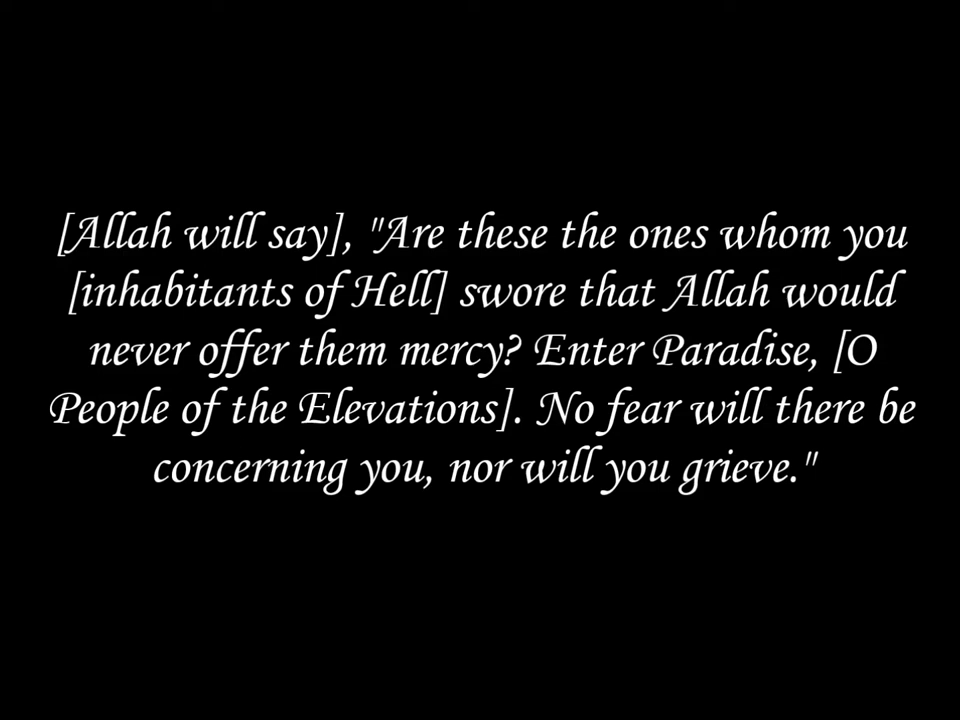 [Allah will say], "Are these the ones whom you
[inhabitants of Hell] swore that Allah would
never offer them mercy? Enter Paradise, [O
People of the Elevations]. No fear will there be
concerning you, nor will you grieve."